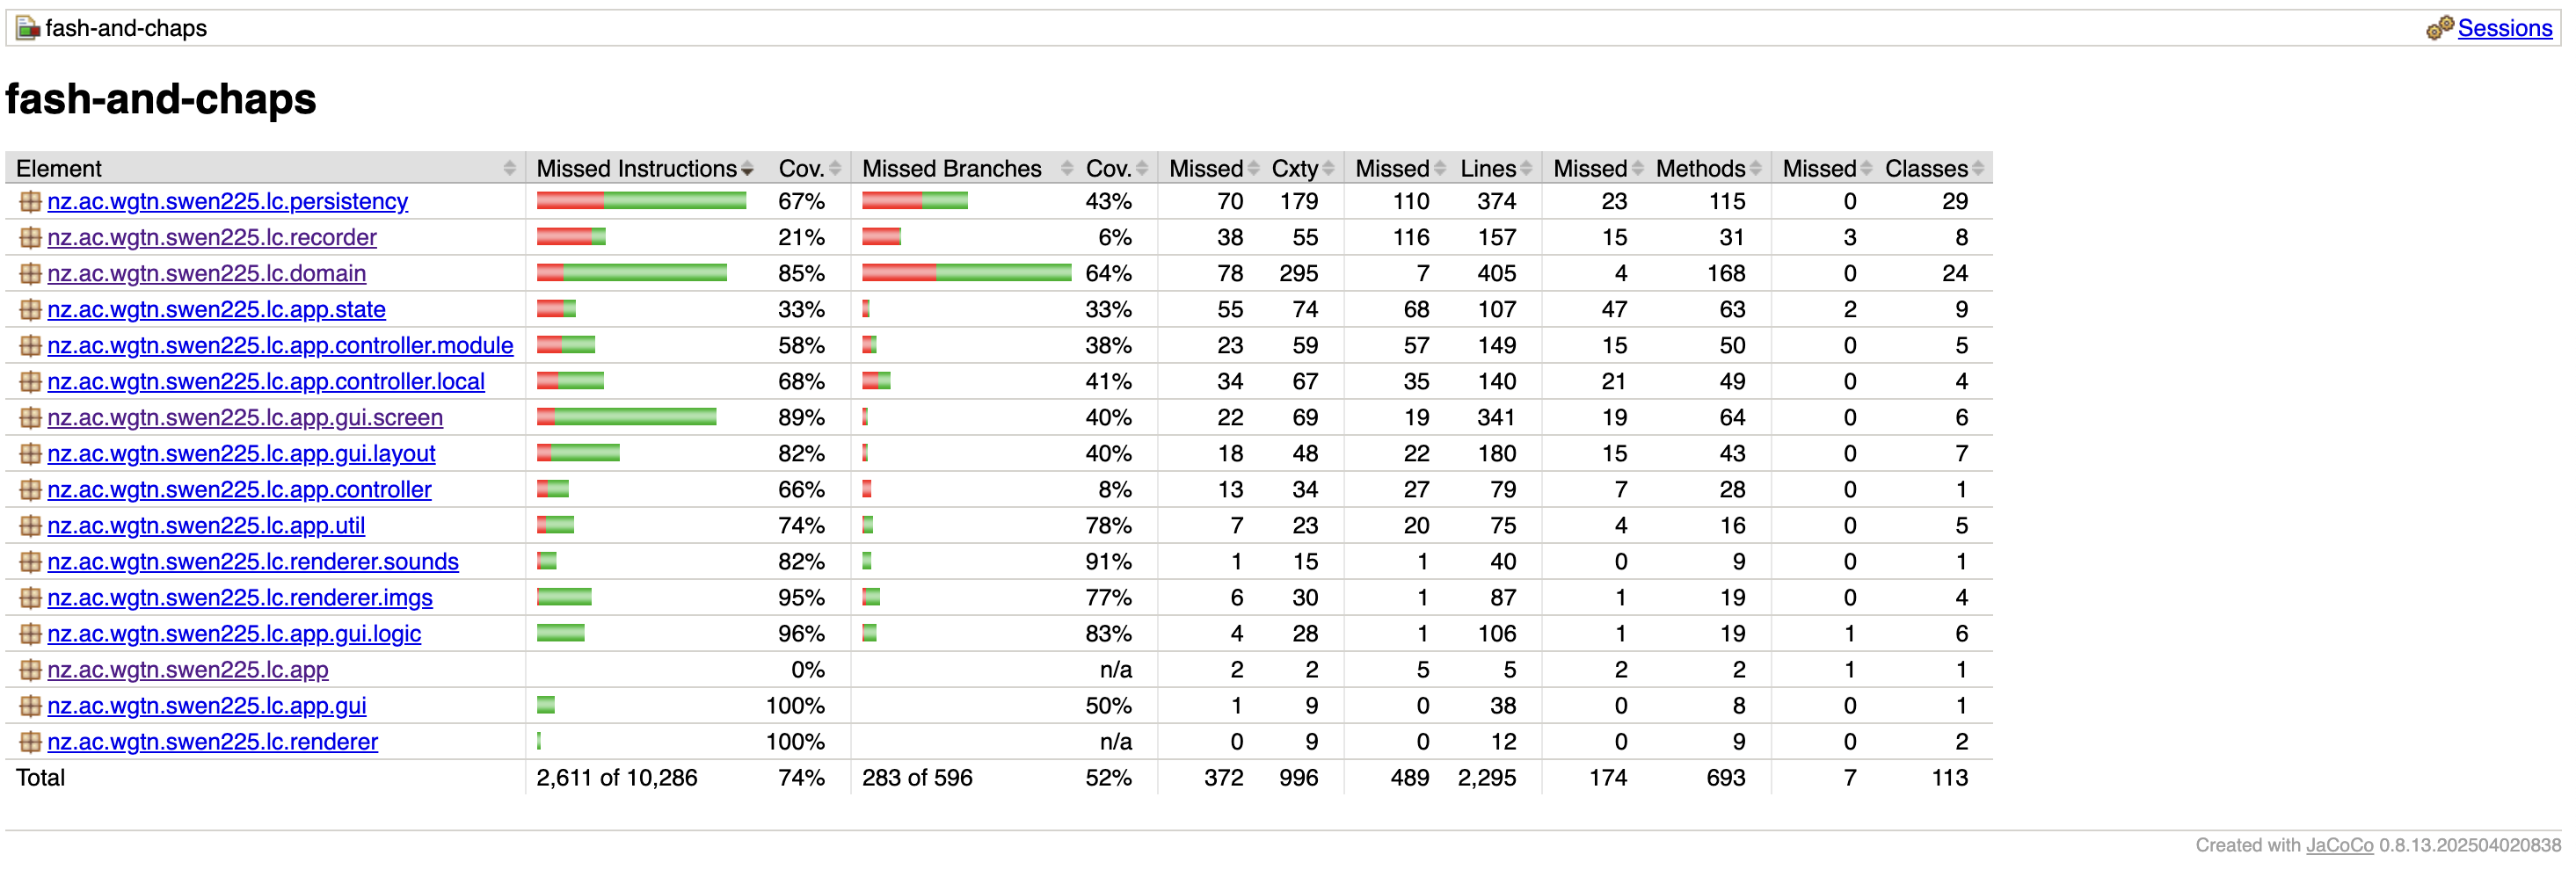 fash-and-chaps Sessions
fash-and-chaps
Element Missed Instructions Cov. Missed Branches Cov. Missed Cxty Missed Lines Missed Methods Missed Classes
nz.ac.wgtn.swen225.lc.persistency 67% 43% 70 179 110 374 23 115 0 29
nz.ac.wgtn.swen225.lc.recorder 21% 6% 38 55 116 157 15 31 3 8
nz.ac.wgtn.swen225.lc.domain 85% 64% 78 295 7 405 4 168 0 24
nz.ac.wgtn.swen225.lc.app.state 33% 33% 55 74 68 107 47 63 2 9
nz.ac.wgtn.swen225.lc.app.controller.module 58% 38% 23 59 57 149 15 50 0 5
nz.ac.wgtn.swen225.lc.app.controller.local 68% 41% 34 67 35 140 21 49 0 4
nz.ac.wgtn.swen225.lc.app.gui.screen 89% 40% 22 69 19 341 19 64 0 6
nz.ac.wgtn.swen225.lc.app.gui.layout 82% 40% 18 48 22 180 15 43 0 7
nz.ac.wgtn.swen225.lc.app.controller 66% 8% 13 34 27 79 7 28 0 1
nz.ac.wgtn.swen225.lc.app.util 74% 78% 7 23 20 75 4 16 0 5
nz.ac.wgtn.swen225.lc.renderer.sounds 82% 91% 1 15 1 40 0 9 0 1
nz.ac.wgtn.swen225.lc.renderer.imgs 95% 77% 6 30 1 87 1 19 0 4
nz.ac.wgtn.swen225.lc.app.gui.logic 96% 83% 4 28 1 106 1 19 1 6
nz.ac.wgtn.swen225.lc.app 0% n/a 2 2 5 5 2 2 1 1
nz.ac.wgtn.swen225.lc.app.gui 100% 50% 1 9 0 38 0 8 0 1
nz.ac.wgtn.swen225.lc.renderer 100% n/a 0 9 0 12 0 9 0 2
Total 2,611 of 10,286 74% 283 of 596 52% 372 996 489 2,295 174 693 7 113
Created with JaCoCo 0.8.13.202504020838